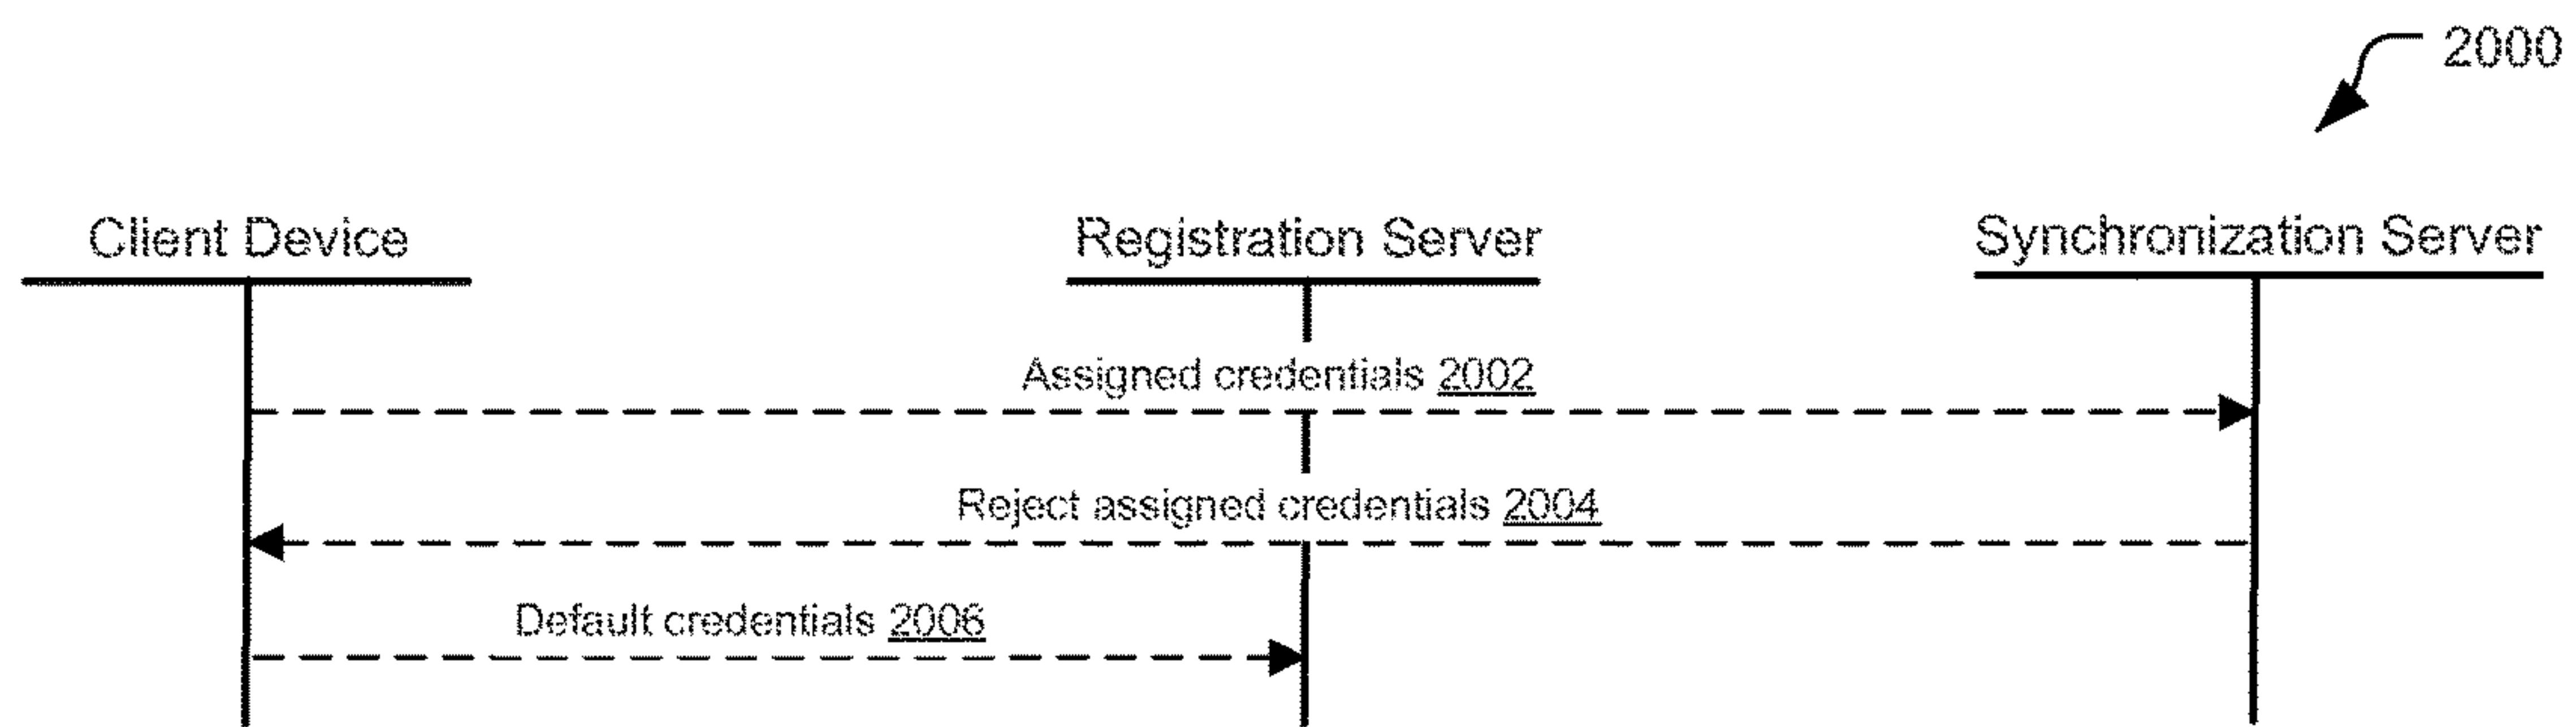 2000
Client Device Registration Server Synchronization Server
Assigned credentials 2002
Reject assigned credentials 2004
Default credentials 2006